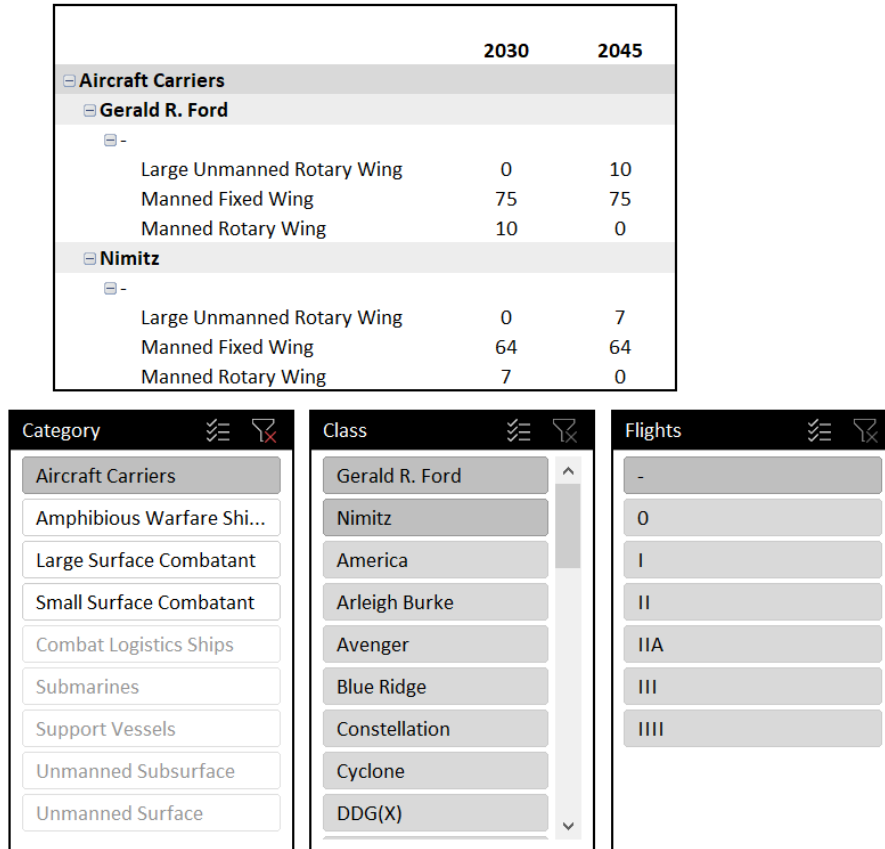 2030 2045
Aircraft Carriers
Gerald R. Ford
-
Large Unmanned Rotary Wing 0 10
Manned Fixed Wing 75 75
Manned Rotary Wing 10 0
Nimitz
-
Large Unmanned Rotary Wing 0 7
Manned Fixed Wing 64 64
Manned Rotary Wing 7 0
Category
Aircraft Carriers
Amphibious Warfare Shi...
Large Surface Combatant
Small Surface Combatant
Combat Logistics Ships
Submarines
Support Vessels
Unmanned Subsurface
Unmanned Surface
Class
Gerald R. Ford
Nimitz
America
Arleigh Burke
Avenger
Blue Ridge
Constellation
Cyclone
DDG(X)
Flights
-
0
I
II
IIA
III
IIII